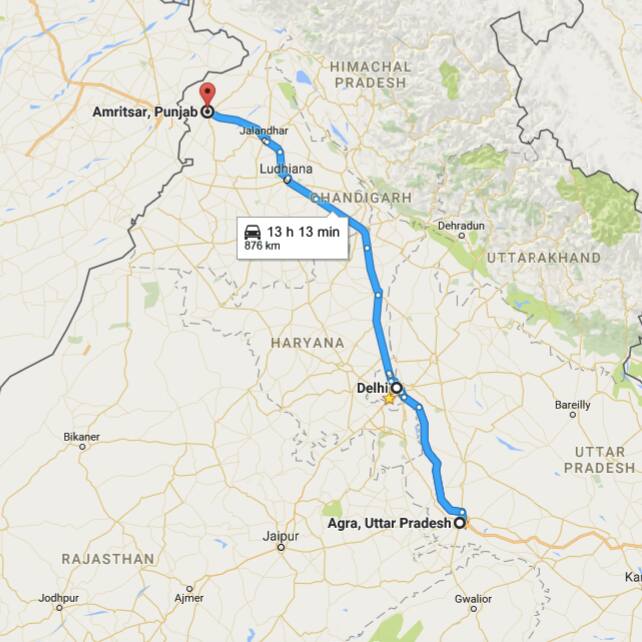 HIMACHAL
PRADESH
Amritsar, Punjab
Jalandhar
Ludhiana
CHANDIGARH
13 h 13 min
876 km
Dehradun
UTTARAKHAND
HARYANA
Delhi
Bareilly
Bikaner
UTTAR
PRADESH
Agra, Uttar Pradesh
Jaipur
RAJASTHAN
Ka
Jodhpur
Ajmer
Gwalior